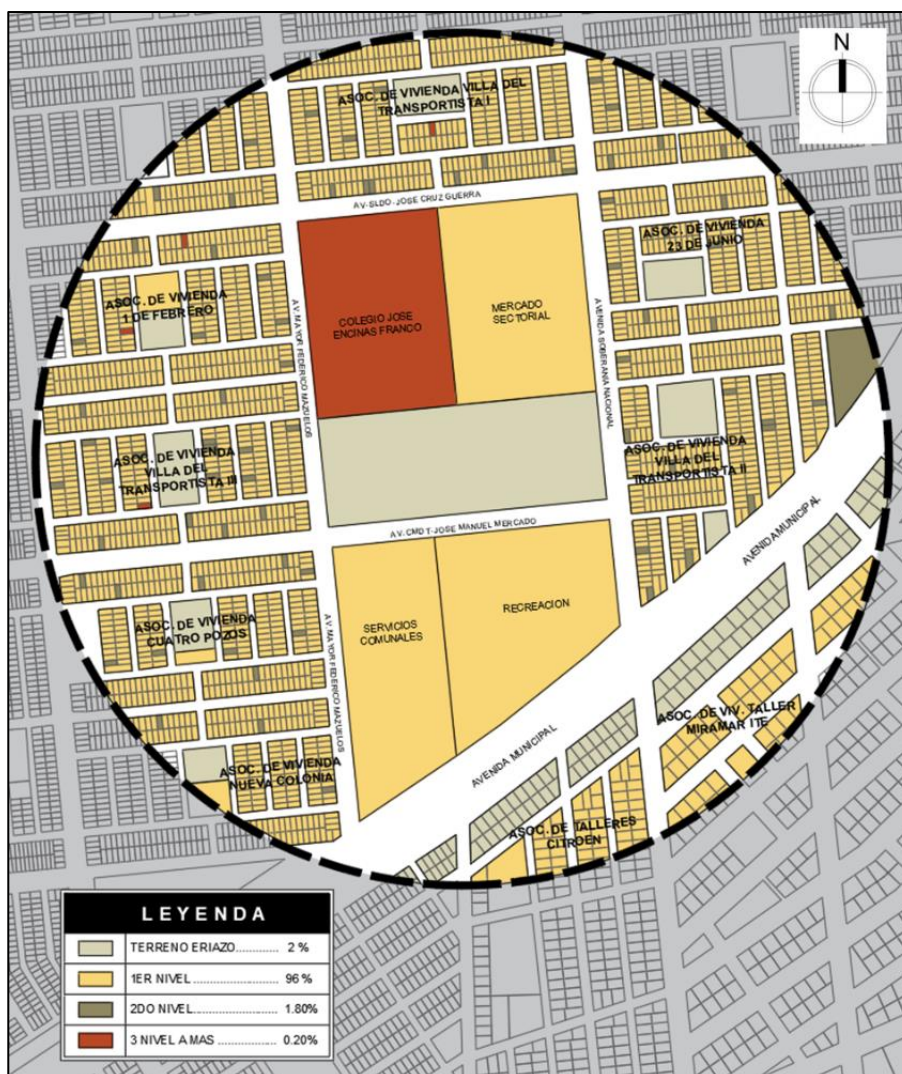 N
ASOC. DE VIVIENDA VILLA DEL
TRANSPORTISTA I
AV. SLDO. JOSE CRUZ GUERRA
ASOC. DE VIVIENDA
23 DE JUNIO
ASOC. DE VIVIENDA
1 DE FEBRERO
AV. MAYOR FEDERICO MAZUELOS
COLEGIO JOSE
ENCINAS FRANCO
MERCADO
SECTORIAL
AVENIDA SOBERANIA NACIONAL
ASOC. DE VIVIENDA
VILLA DEL
TRANSPORTISTA III
ASOC. DE VIVIENDA
VILLA DEL
TRANSPORTISTA II
AV. CMDT. JOSE MANUEL MERCADO
AVENIDA MUNICIPAL
ASOC. DE VIVIENDA
CUATRO POZOS
AV. MAYOR FEDERICO MAZUELOS
SERVICIOS
COMUNALES
RECREACION
ASOC. DE VIV. TALLER
MIRAMAR ITE
AVENIDA MUNICIPAL
ASOC. DE VIVIENDA
NUEVA COLONIA
ASOC. DE TALLERES
CITROEN
LEYENDA
TERRENO ERIAZO............... 2 %
1ER NIVEL........................... 96 %
2DO NIVEL.......................... 1.80%
3 NIVEL A MAS.................. 0.20%